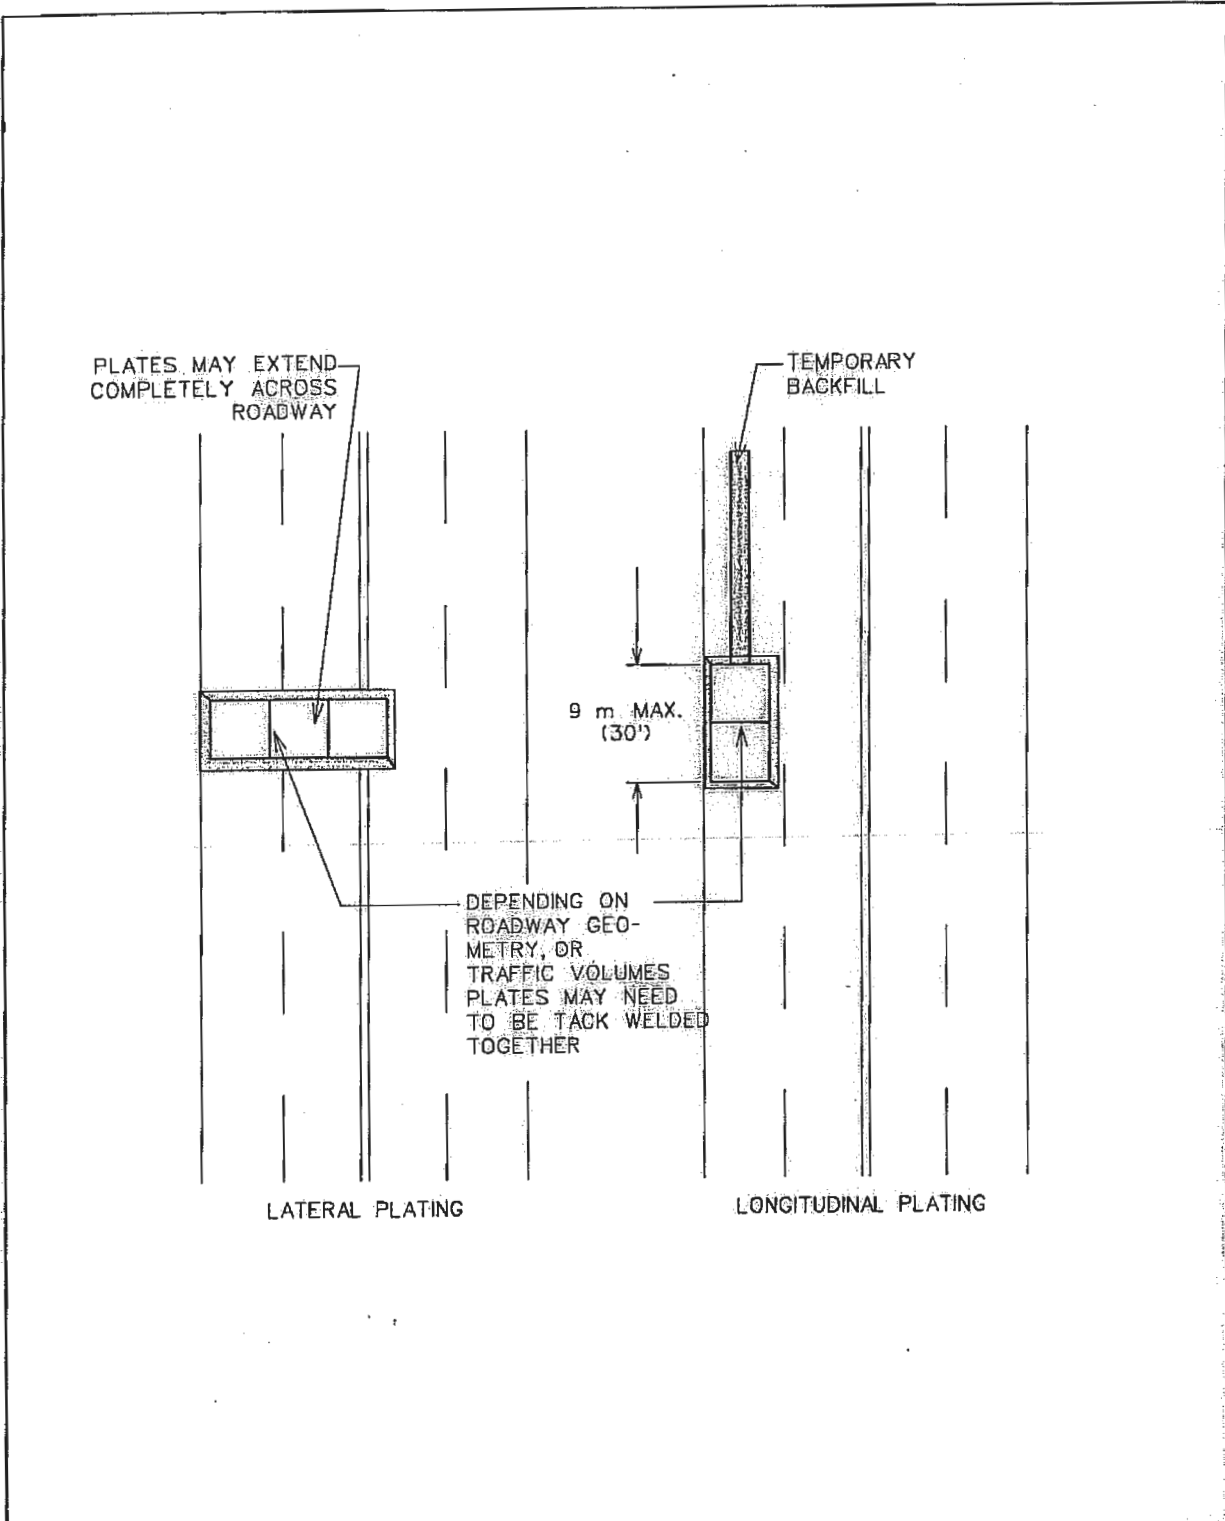 PLATES MAY EXTEND
COMPLETELY ACROSS
ROADWAY
TEMPORARY
BACKFILL
9 m MAX.
(30')
DEPENDING ON
ROADWAY GEO-
METRY, OR
TRAFFIC VOLUMES
PLATES MAY NEED
TO BE TACK WELDED
TOGETHER
LATERAL PLATING
LONGITUDINAL PLATING